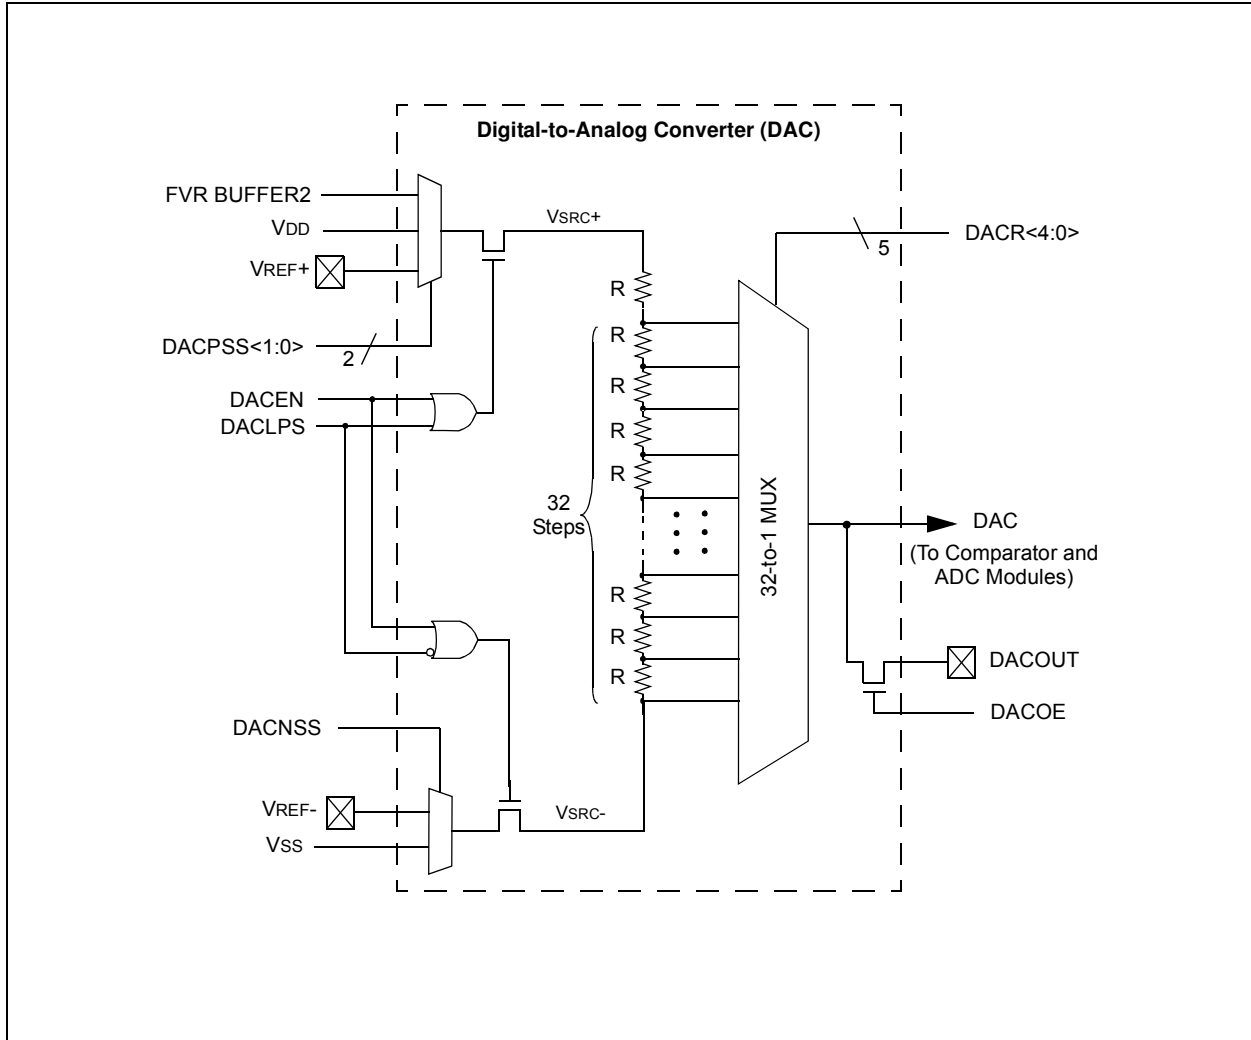 Digital-to-Analog Converter (DAC)
FVR BUFFER2
VDD
VREF+
DACPSS<1:0>
2
DACEN
DACLPS
VSRC+
R
R
R
R
R
32
Steps
R
R
R
DACR<4:0>
5
32-to-1 MUX
DAC
(To Comparator and
ADC Modules)
DACOUT
DACOE
DACNSS
VREF-
VSS
VSRC-